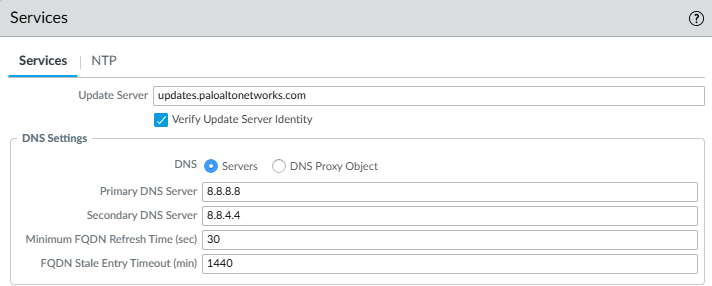 Services
?
Services NTP
Update Server updates.paloaltonetworks.com
Verify Update Server Identity
DNS Settings
DNS Servers DNS Proxy Object
Primary DNS Server 8.8.8.8
Secondary DNS Server 8.8.4.4
Minimum FQDN Refresh Time (sec) 30
FQDN Stale Entry Timeout (min) 1440